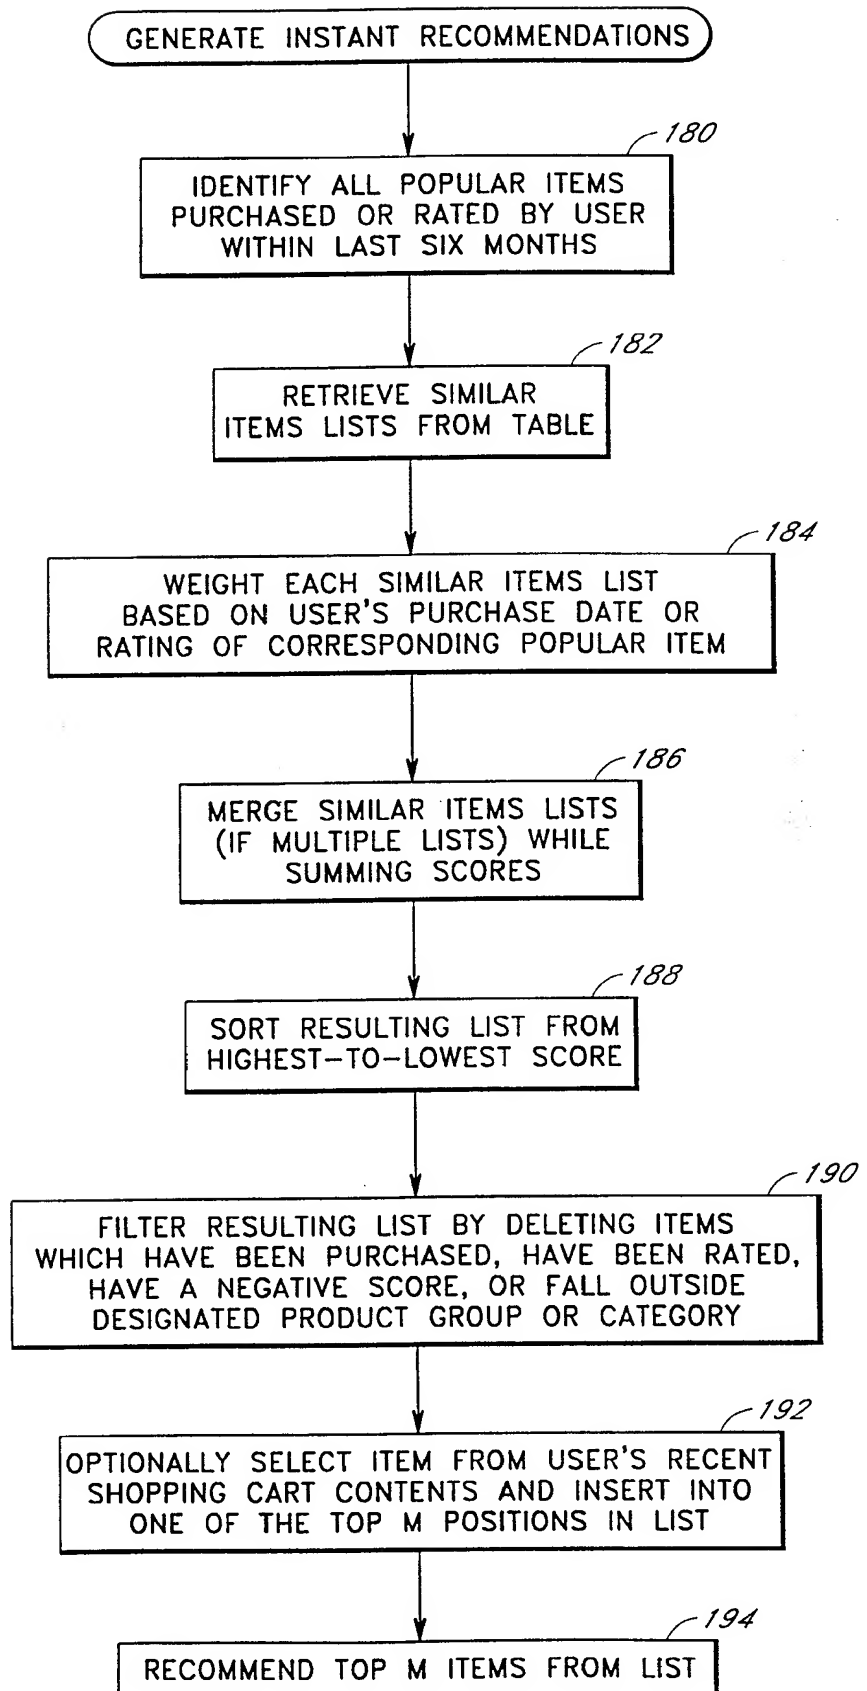 GENERATE INSTANT RECOMMENDATIONS
180
IDENTIFY ALL POPULAR ITEMS
PURCHASED OR RATED BY USER
WITHIN LAST SIX MONTHS
182
RETRIEVE SIMILAR
ITEMS LISTS FROM TABLE
184
WEIGHT EACH SIMILAR ITEMS LIST
BASED ON USER'S PURCHASE DATE OR
RATING OF CORRESPONDING POPULAR ITEM
186
MERGE SIMILAR ITEMS LISTS
(IF MULTIPLE LISTS) WHILE
SUMMING SCORES
188
SORT RESULTING LIST FROM
HIGHEST-TO-LOWEST SCORE
190
FILTER RESULTING LIST BY DELETING ITEMS
WHICH HAVE BEEN PURCHASED, HAVE BEEN RATED,
HAVE A NEGATIVE SCORE, OR FALL OUTSIDE
DESIGNATED PRODUCT GROUP OR CATEGORY
192
OPTIONALLY SELECT ITEM FROM USER'S RECENT
SHOPPING CART CONTENTS AND INSERT INTO
ONE OF THE TOP M POSITIONS IN LIST
194
RECOMMEND TOP M ITEMS FROM LIST